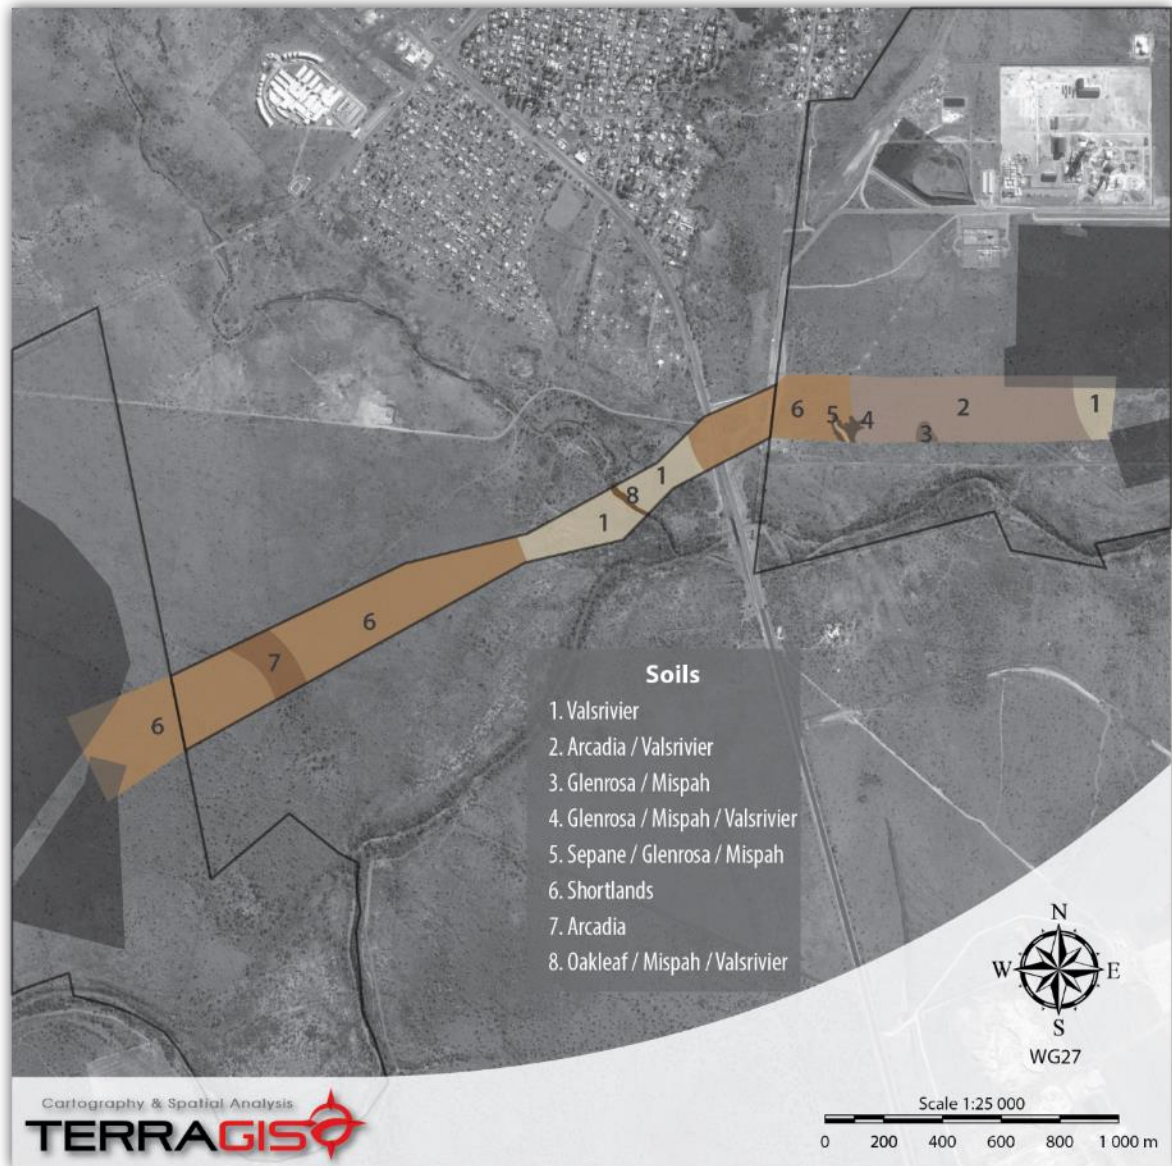 6
5
4
2
1
3
1
8
1
6
7
6
Soils
1. Valsrivier
2. Arcadia / Valsrivier
3. Glenrosa / Mispah
4. Glenrosa / Mispah / Valsrivier
5. Sepane / Glenrosa / Mispah
6. Shortlands
7. Arcadia
8. Oakleaf / Mispah / Valsrivier
N
W E
S
WG27
Cartography & Spatial Analysis
TERRAGIS
Scale 1:25 000
0 200 400 600 800 1 000 m